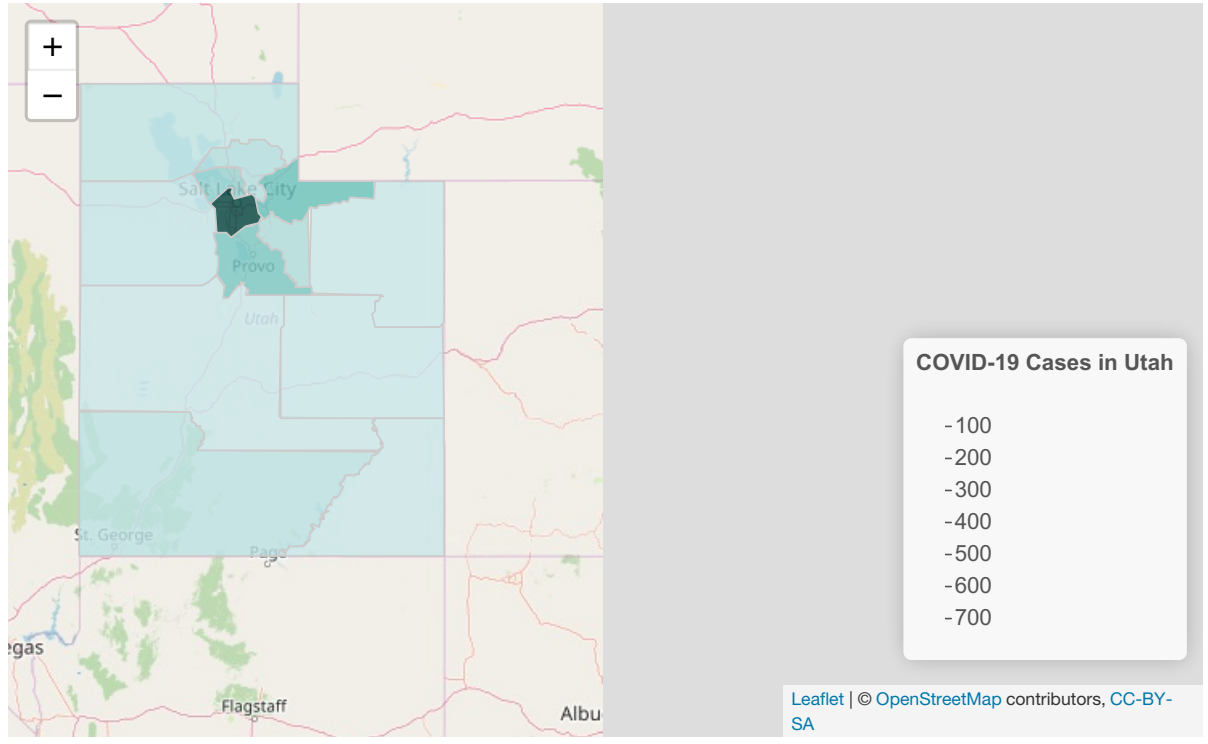 +
−
Salt Lake City
Provo
Utah
St. George
Page
egas
Flagstaff
Albu
COVID-19 Cases in Utah
-100
-200
-300
-400
-500
-600
-700
Leaflet | © OpenStreetMap contributors, CC-BY-
SA